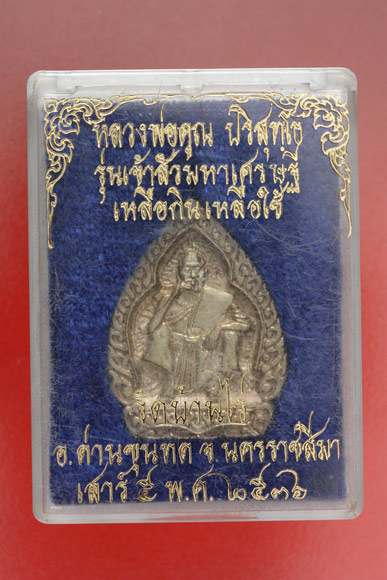 หลวงพ่อคูณ ปริสุทฺโธ
รุ่นเจ้าสัวมหาเศรษฐี
เหลือกินเหลือใช้
วัดบ้านไร่
อ.ด่านขุนทด จ.นครราชสีมา
เสาร์ ๕ พ.ศ. ๒๕๓๖